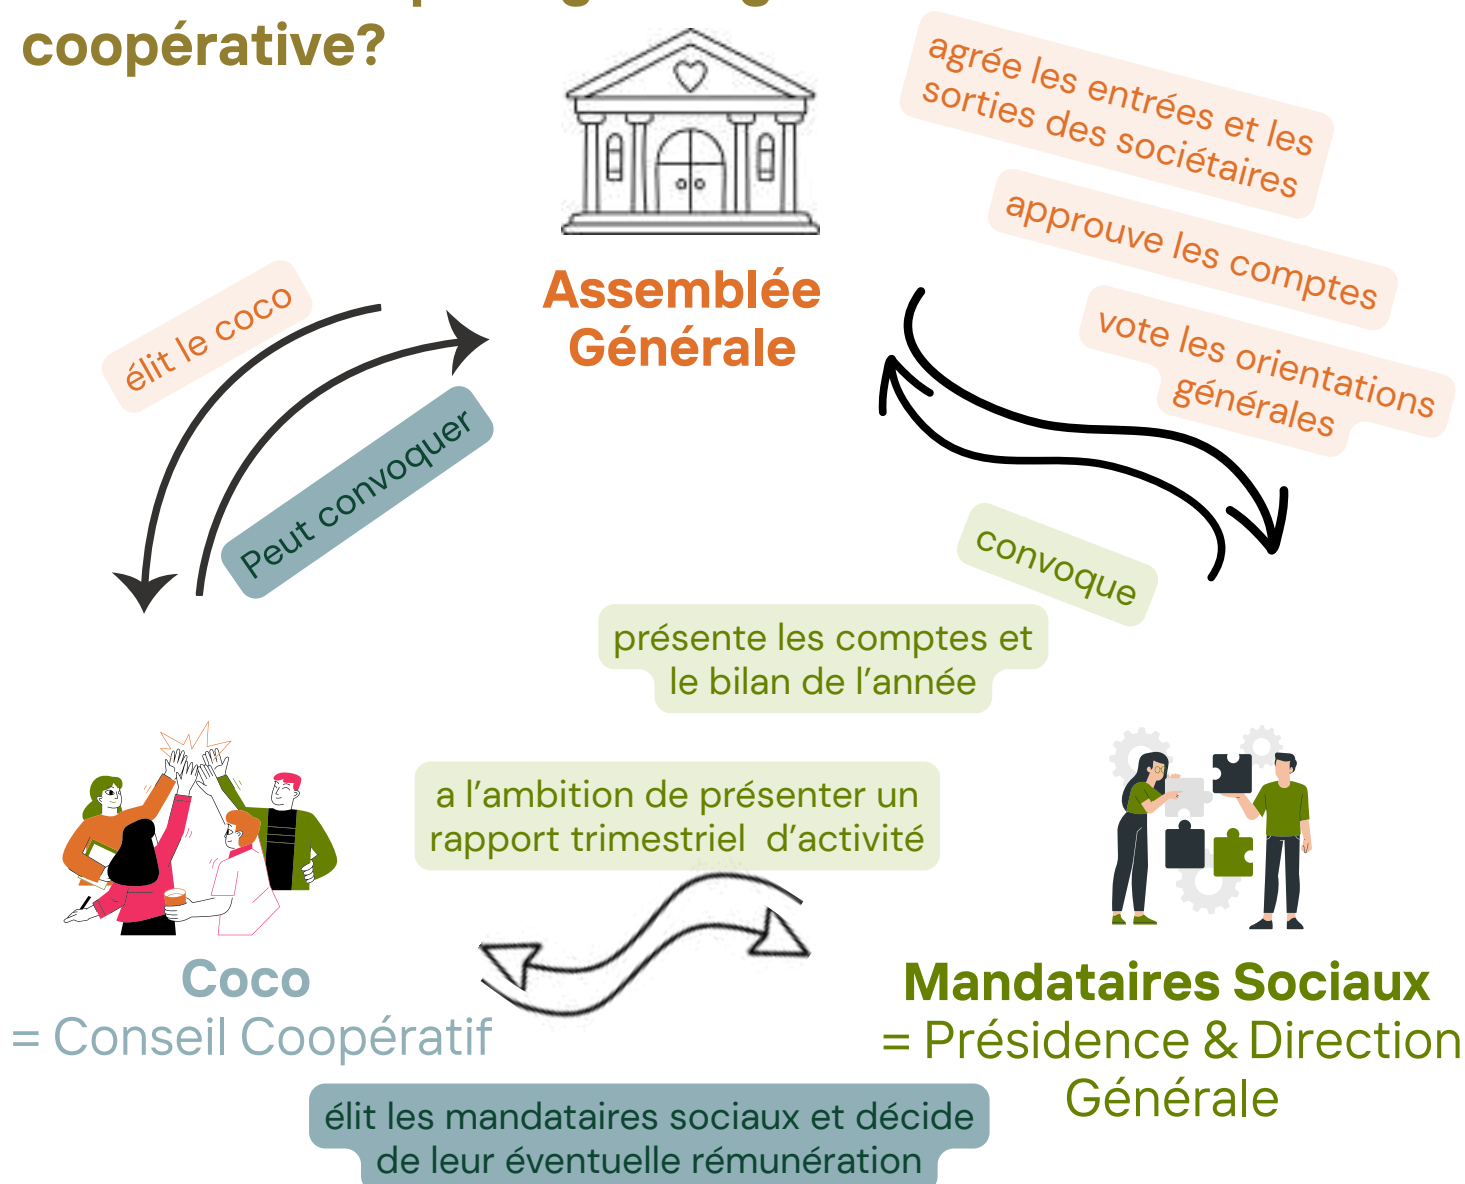 coopérative?
agrée les entrées et les
sorties des sociétaires
approuve les comptes
vote les orientations
générales
Assemblée
Générale
élit le coco
Peut convoquer
convoque
présente les comptes et
le bilan de l'année
a l'ambition de présenter un
rapport trimestriel d'activité
Coco
= Conseil Coopératif
Mandataires Sociaux
= Présidence & Direction
Générale
élit les mandataires sociaux et décide
de leur éventuelle rémunération